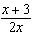 x + 3
2x